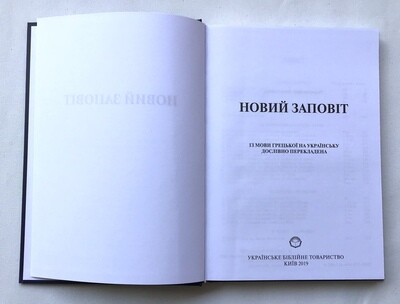 НОВИЙ ЗАПОВІТ
ІЗ МОВИ ГРЕЦЬКОЇ НА УКРАЇНСЬКУ
ДОСЛІВНО ПЕРЕКЛАДЕНА
УКРАЇНСЬКЕ БІБЛІЙНЕ ТОВАРИСТВО
КИЇВ 2019